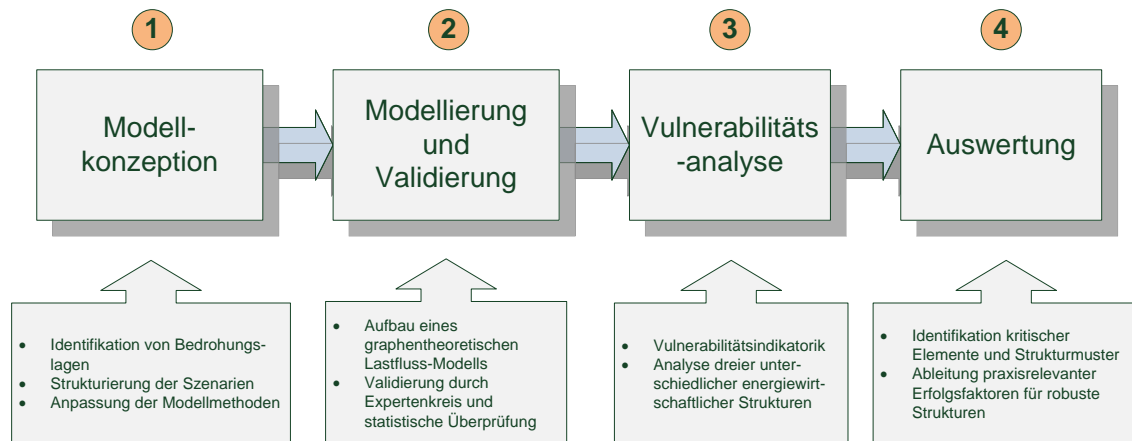 1
2
3
4
Modell-
konzeption
Modellierung
und
Validierung
Vulnerabilitäts
-analyse
Auswertung
• Identifikation von Bedrohungs-
lagen
• Strukturierung der Szenarien
• Anpassung der Modellmethoden
• Aufbau eines
graphentheoretischen
Lastfluss-Modells
• Validierung durch
Expertenkreis und
statistische Überprüfung
• Vulnerabilitätsindikatorik
• Analyse dreier unter-
schiedlicher energiewirt-
schaftlicher Strukturen
• Identifikation kritischer
Elemente und Strukturmuster
• Ableitung praxisrelevanter
Erfolgsfaktoren für robuste
Strukturen